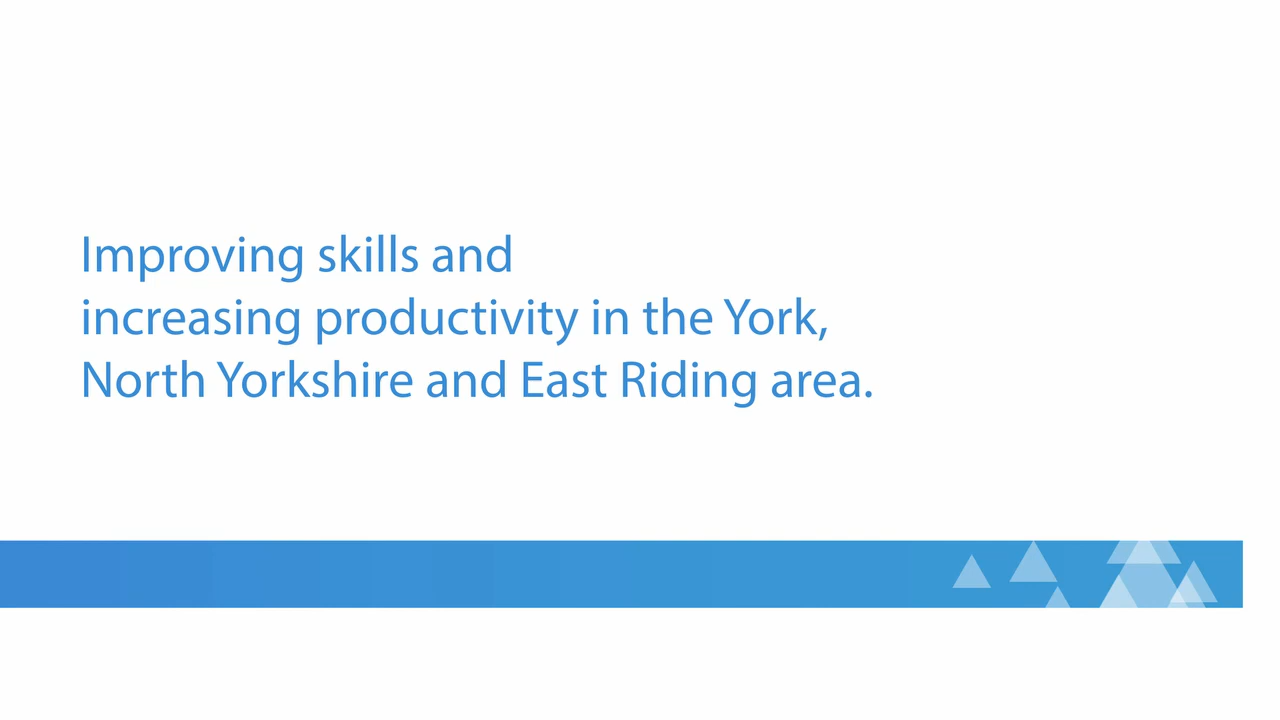 Improving skills and
increasing productivity in the York,
North Yorkshire and East Riding area.